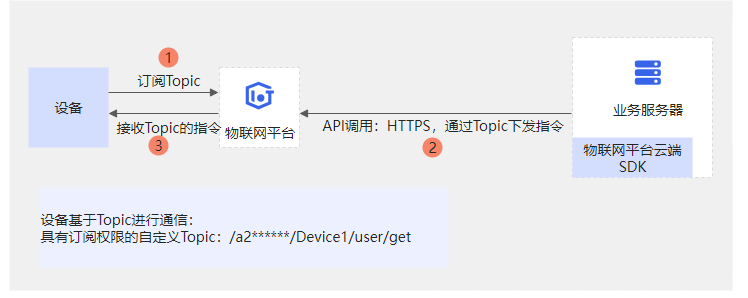 1
订阅Topic
设备
IoT
物联网平台
接收Topic的指令
3
API调用：HTTPS，通过Topic下发指令
2
业务服务器
物联网平台云端
SDK
设备基于Topic进行通信：
具有订阅权限的自定义Topic：/a2******/Device1/user/get